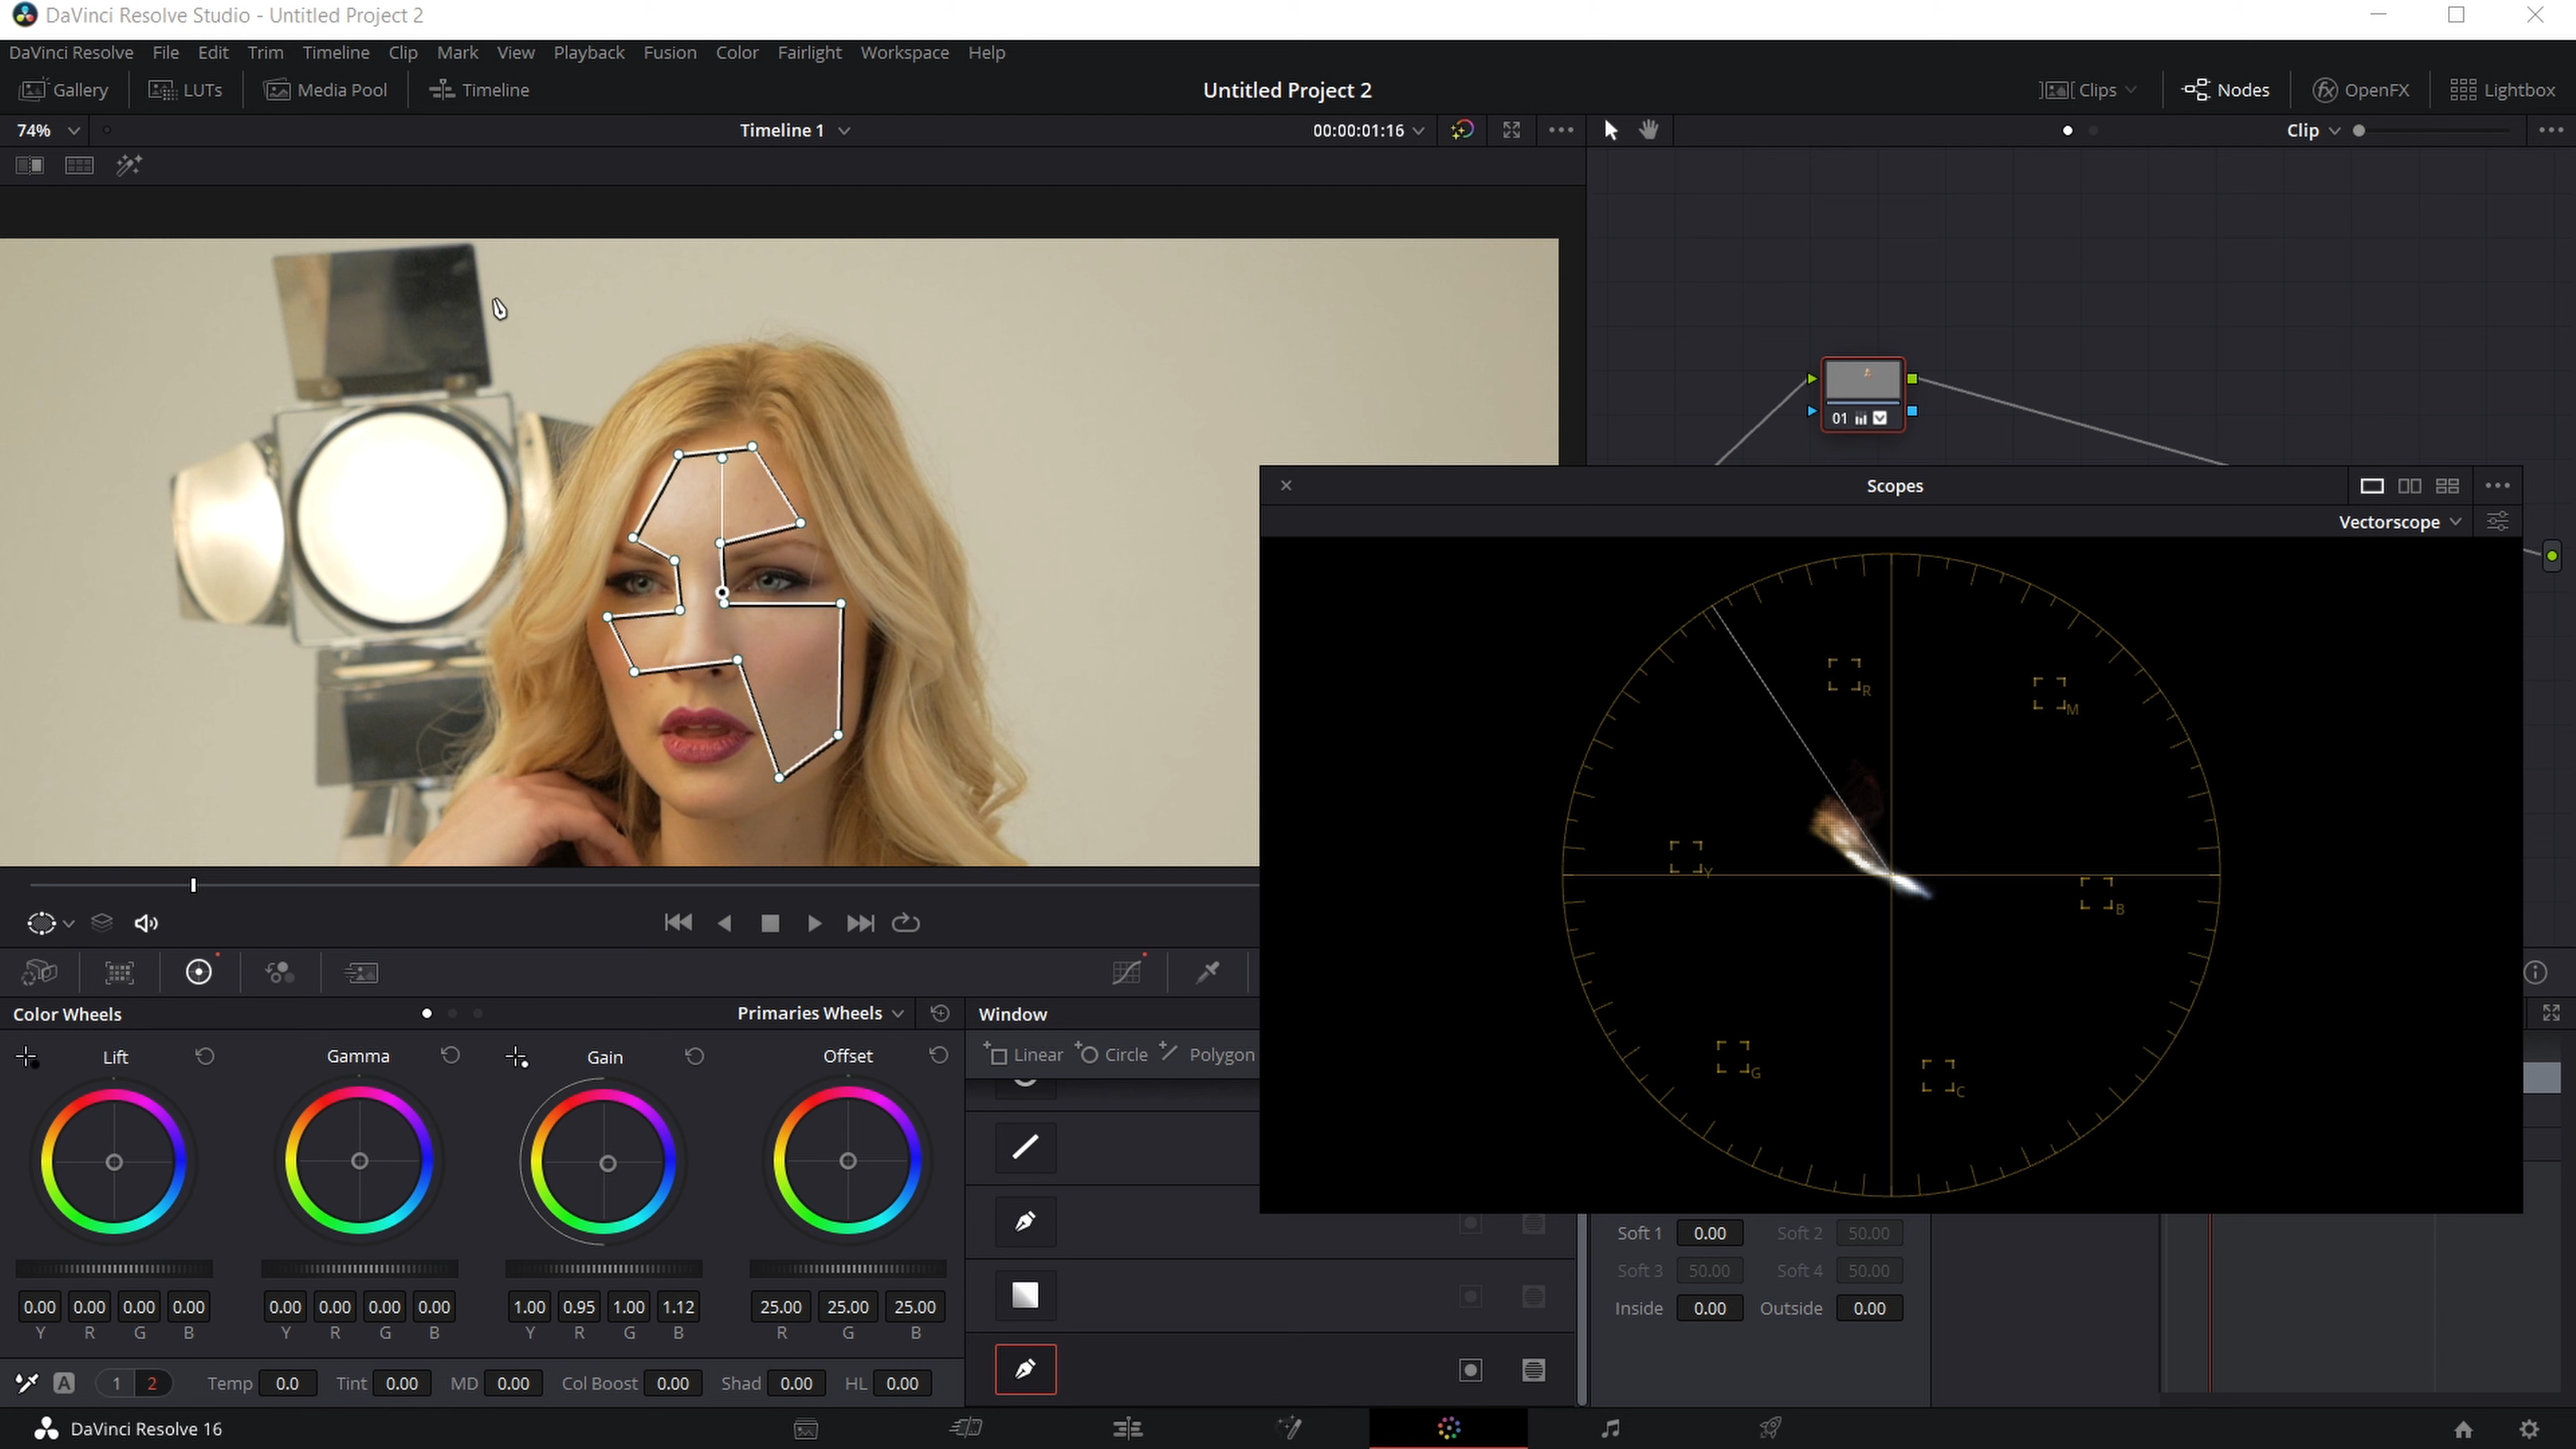 DaVinci Resolve Studio - Untitled Project 2
DaVinci Resolve File Edit Trim Timeline Clip Mark View Playback Fusion Color Fairlight Workspace Help
Gallery LUTs Media Pool Timeline Untitled Project 2 Clips Nodes OpenFX Lightbox
74% Timeline 1 00:00:01:16 Clip
01
Scopes
Vectorscope
R
M
Y
B
G
C
Color Wheels Primaries Wheels Window
Lift Gamma Gain Offset Linear Circle Polygon
Soft 1 0.00 Soft 2 50.00
Soft 3 50.00 Soft 4 50.00
Inside 0.00 Outside 0.00
0.00 0.00 0.00 0.00 0.00 0.00 0.00 0.00 1.00 0.95 1.00 1.12 25.00 25.00 25.00
Y R G B Y R G B Y R G B R G B
A 1 2 Temp 0.0 Tint 0.00 MD 0.00 Col Boost 0.00 Shad 0.00 HL 0.00
DaVinci Resolve 16